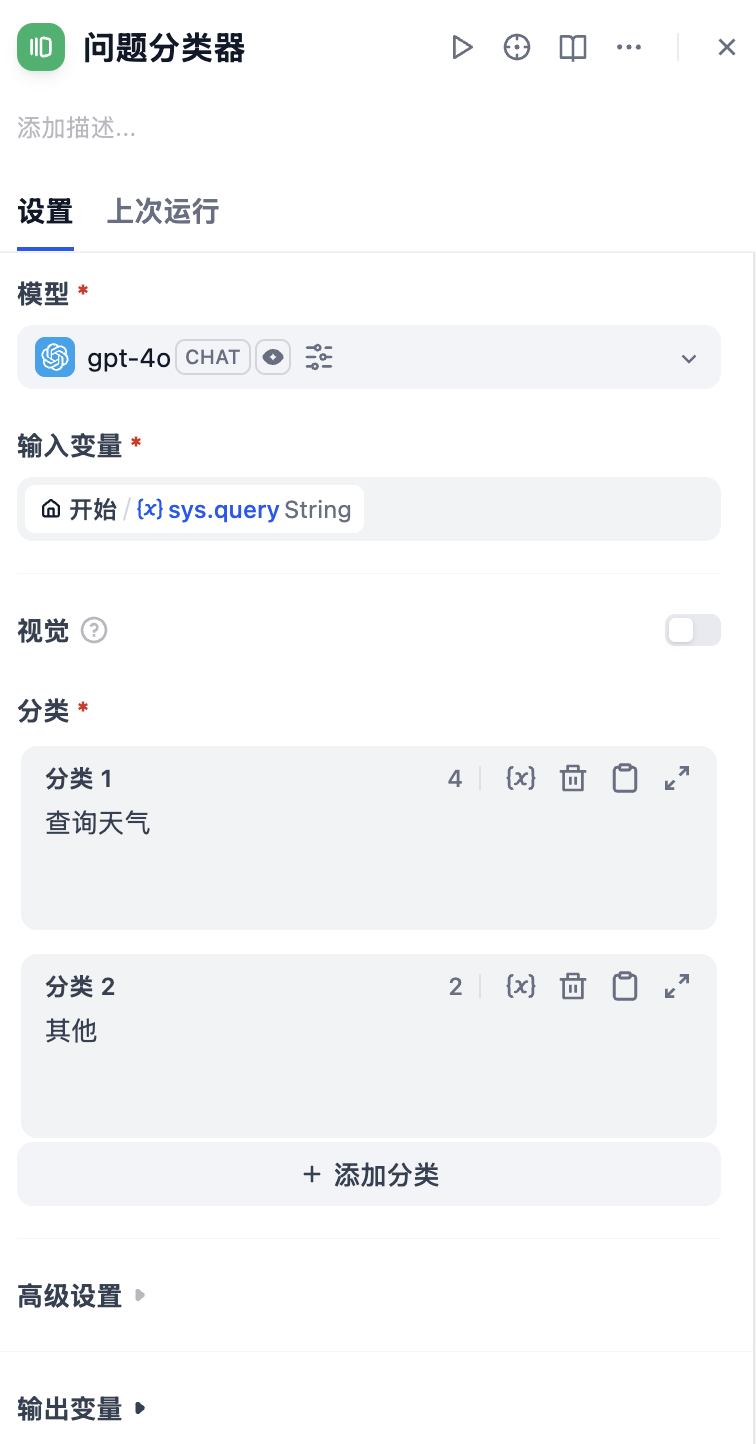 问题分类器
添加描述...
设置 上次运行
模型 *
gpt-4o CHAT
输入变量 *
开始 / {x} sys.query String
视觉 ?
分类 *
分类 1 4 {x}
查询天气
分类 2 2 {x}
其他
+ 添加分类
高级设置
输出变量